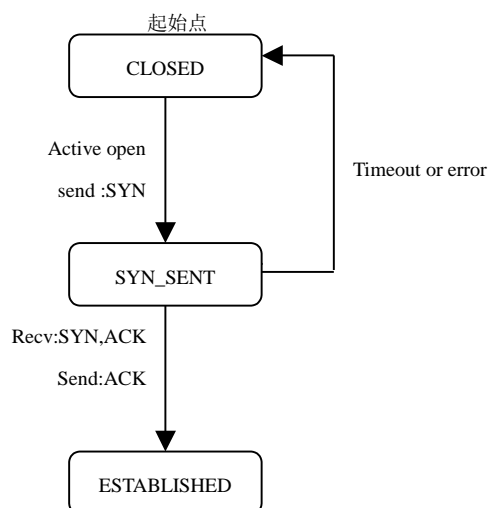 起始点
CLOSED
Active open
send :SYN
Timeout or error
SYN_SENT
Recv:SYN,ACK
Send:ACK
ESTABLISHED